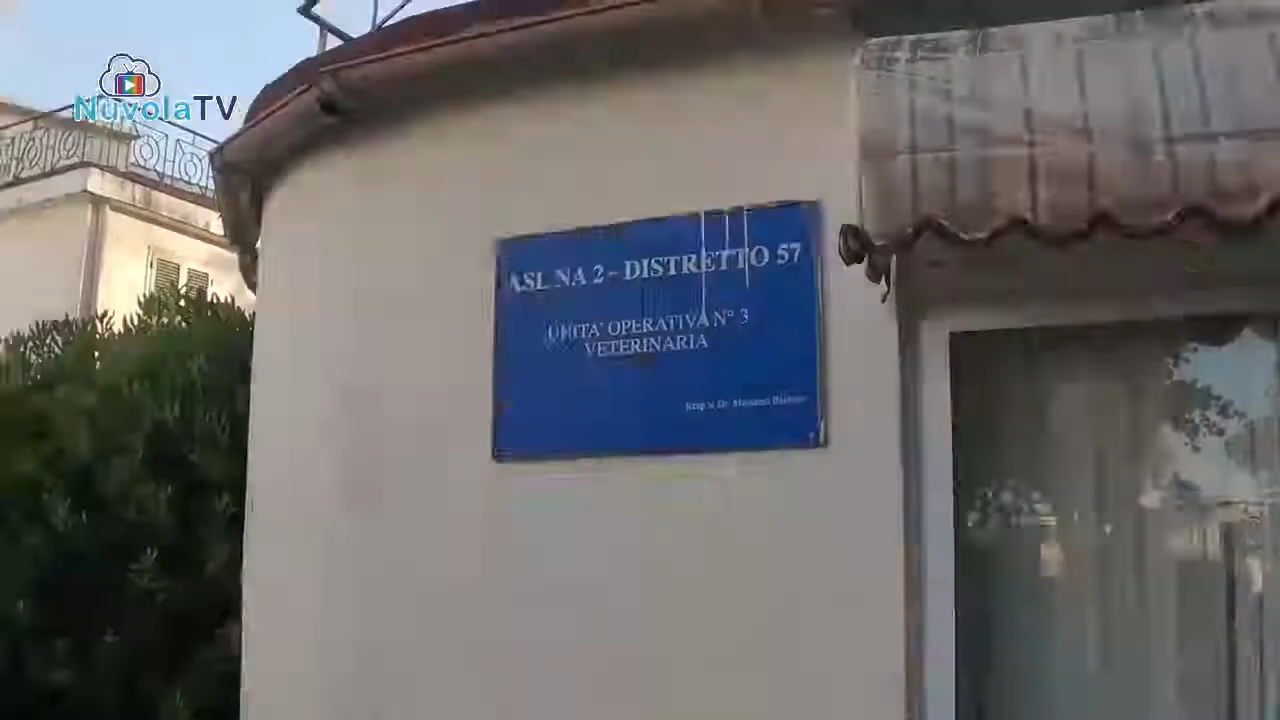 NuvolaTV
ASL NA 2 - DISTRETTO 57
UNITA' OPERATIVA N° 3
VETERINARIA